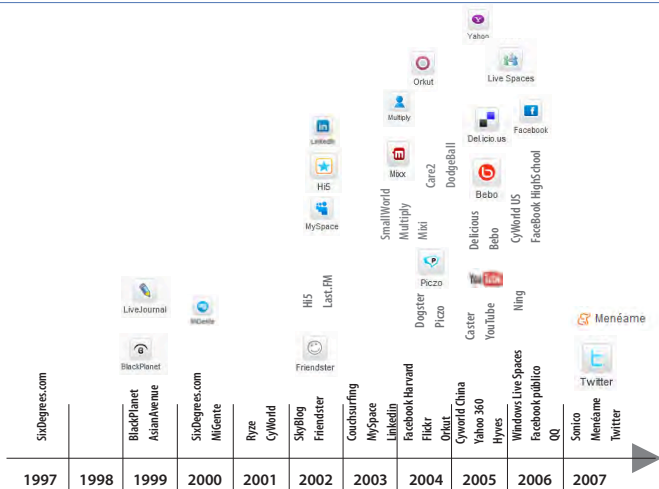 Yahoo
Orkut
Live Spaces
Multiply
Del.icio.us
Facebook
LinkedIn
Mixx
Hi5
Bebo
MySpace
SmallWorld
Multiply
Mixi
Care2
DodgeBall
Delicious
Bebo
CyWorld US
FaceBook HighSchool
Piczo
You Tube
LiveJournal
MiGente
Hi5
Last.FM
Dogster
Piczo
Caster
YouTube
Ning
Menéame
BlackPlanet
Friendster
Twitter
SixDegrees.com
BlackPlanet
AsianAvenue
SixDegrees.com
MiGente
Ryze
CyWorld
SkyBlog
Friendster
Couchsurfing
MySpace
Linkedin
Facebook Harvard
Flickr
Orkut
Cyworld China
Yahoo 360
Hyves
Windows Live Spaces
Facebook público
QQ
Sonico
Menéame
Twitter
1997 1998 1999 2000 2001 2002 2003 2004 2005 2006 2007